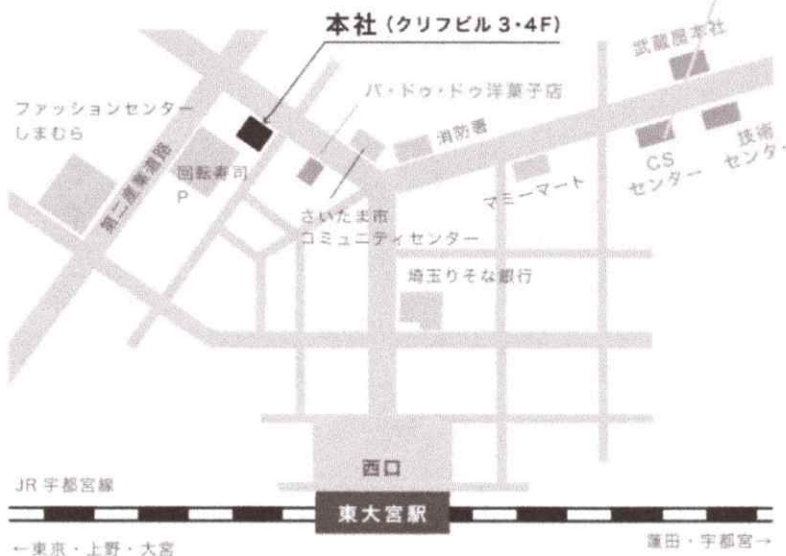 本社（クリフビル 3・4F）
武蔵屋本社
パ・ドゥ・ドゥ洋菓子店
ファッションセンター
しまむら
消防署
技術
センター
CS
センター
第二産業道路
回転寿司
P
マミーマート
さいたま市
コミュニティセンター
埼玉りそな銀行
西口
JR 宇都宮線
東大宮駅
←東京・上野・大宮
蓮田・宇都宮→